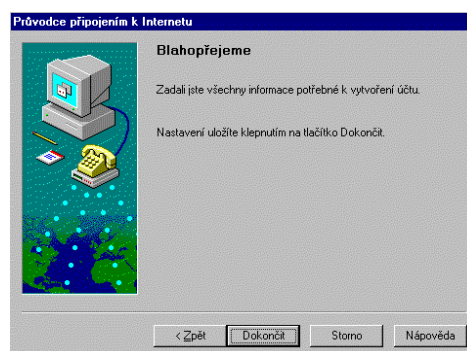 Průvodce připojením k Internetu
Blahopřejeme
Zadali jste všechny informace potřebné k vytvoření účtu.
Nastavení uložíte klepnutím na tlačítko Dokončit.
< Zpět
Dokončit
Storno
Nápověda